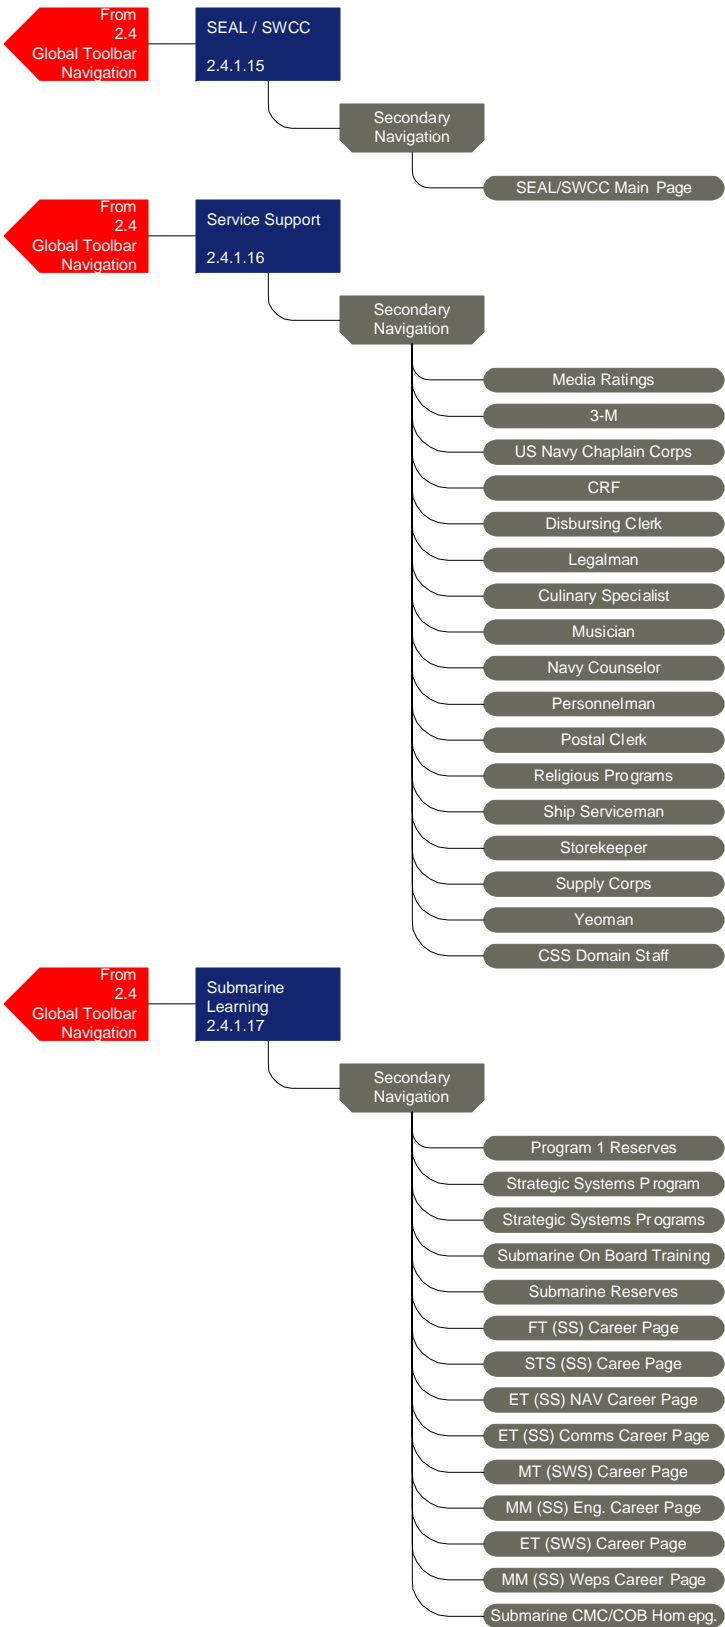 From
2.4
Global Toolbar
Navigation
SEAL / SWCC
2.4.1.15
Secondary
Navigation
SEAL/SWCC Main Page
From
2.4
Global Toolbar
Navigation
Service Support
2.4.1.16
Secondary
Navigation
Media Ratings
3-M
US Navy Chaplain Corps
CRF
Disbursing Clerk
Legalman
Culinary Specialist
Musician
Navy Counselor
Personnelman
Postal Clerk
Religious Programs
Ship Serviceman
Storekeeper
Supply Corps
Yeoman
CSS Domain Staff
From
2.4
Global Toolbar
Navigation
Submarine
Learning
2.4.1.17
Secondary
Navigation
Program 1 Reserves
Strategic Systems Program
Strategic Systems Programs
Submarine On Board Training
Submarine Reserves
FT (SS) Career Page
STS (SS) Caree Page
ET (SS) NAV Career Page
ET (SS) Comms Career Page
MT (SWS) Career Page
MM (SS) Eng. Career Page
ET (SWS) Career Page
MM (SS) Weps Career Page
Submarine CMC/COB Homepg.